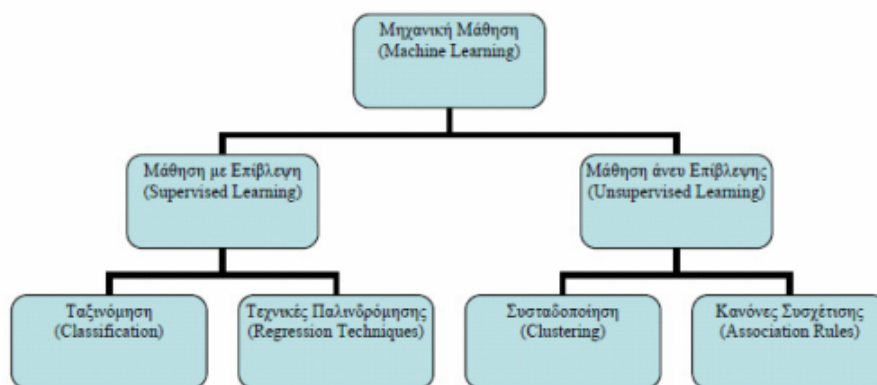 Μηχανική Μάθηση
(Machine Learning)
Μάθηση με Επίβλεψη
(Supervised Learning)
Μάθηση άνευ Επίβλεψης
(Unsupervised Learning)
Ταξινόμηση
(Classification)
Τεχνικές Παλινδρόμησης
(Regression Techniques)
Συσταδοποίηση
(Clustering)
Κανόνες Συσχέτισης
(Association Rules)